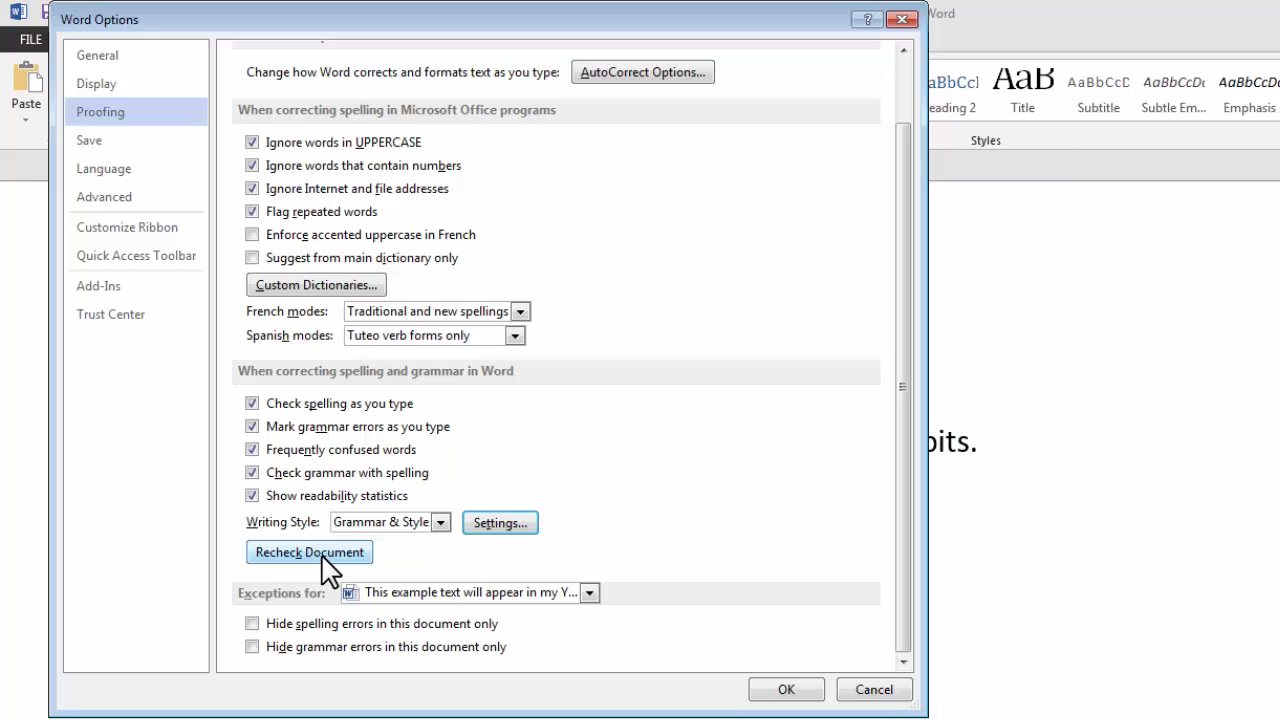 Word Options
Word
FILE
Paste
General
Display
Proofing
Save
Language
Advanced
Customize Ribbon
Quick Access Toolbar
Add-Ins
Trust Center
Change how Word corrects and formats text as you type: AutoCorrect Options...
When correcting spelling in Microsoft Office programs
Ignore words in UPPERCASE
Ignore words that contain numbers
Ignore Internet and file addresses
Flag repeated words
Enforce accented uppercase in French
Suggest from main dictionary only
Custom Dictionaries...
French modes: Traditional and new spellings
Spanish modes: Tuteo verb forms only
When correcting spelling and grammar in Word
Check spelling as you type
Mark grammar errors as you type
Frequently confused words
Check grammar with spelling
Show readability statistics
Writing Style: Grammar & Style Settings...
Recheck Document
Exceptions for: This example text will appear in my Y...
Hide spelling errors in this document only
Hide grammar errors in this document only
OK Cancel
AaBbCcl AaB AaBbCcD AaBbCcDc AaBbCcDc
eading 2 Title Subtitle Subtle Em... Emphasis
Styles
bits.